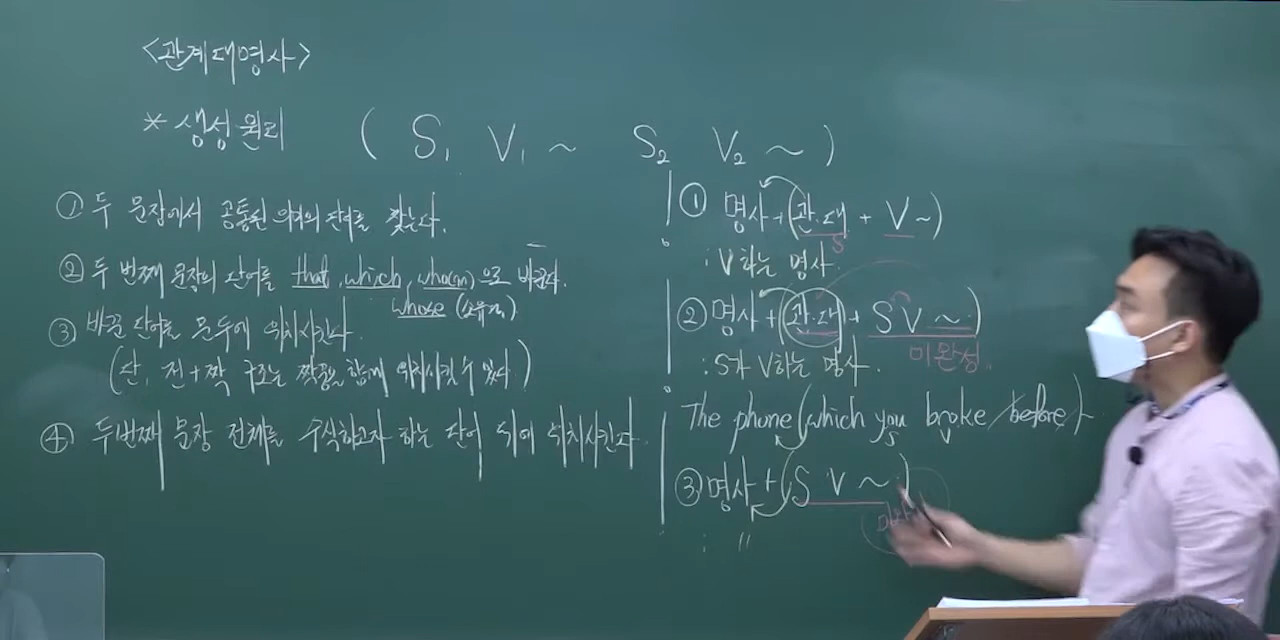 <관계대명사>
* 생성원리 ( S₁ V₁ ~ S₂ V₂ ~ )
① 두 문장에서 공통된 의미의 단어를 찾는다.
② 두 번째 문장의 단어를 that, which, who(m) 으로 바꾼다.
whose (소유격)
③ 바꾼 단어를 문두에 위치시킨다.
(단, 전+짝 구조는 짝꿍을 함께 위치시킬 수 있다)
④ 두번째 문장 전체를 수식하고자 하는 단어 뒤에 위치시킨다.
① 명사+(관·대 + V~)
S
: V하는 명사.
② 명사+(관·대 + S V ~)
미완성.
: S가 V하는 명사.
The phone (which you broke before)
S V
③ 명사+(S V ~)
: 〃